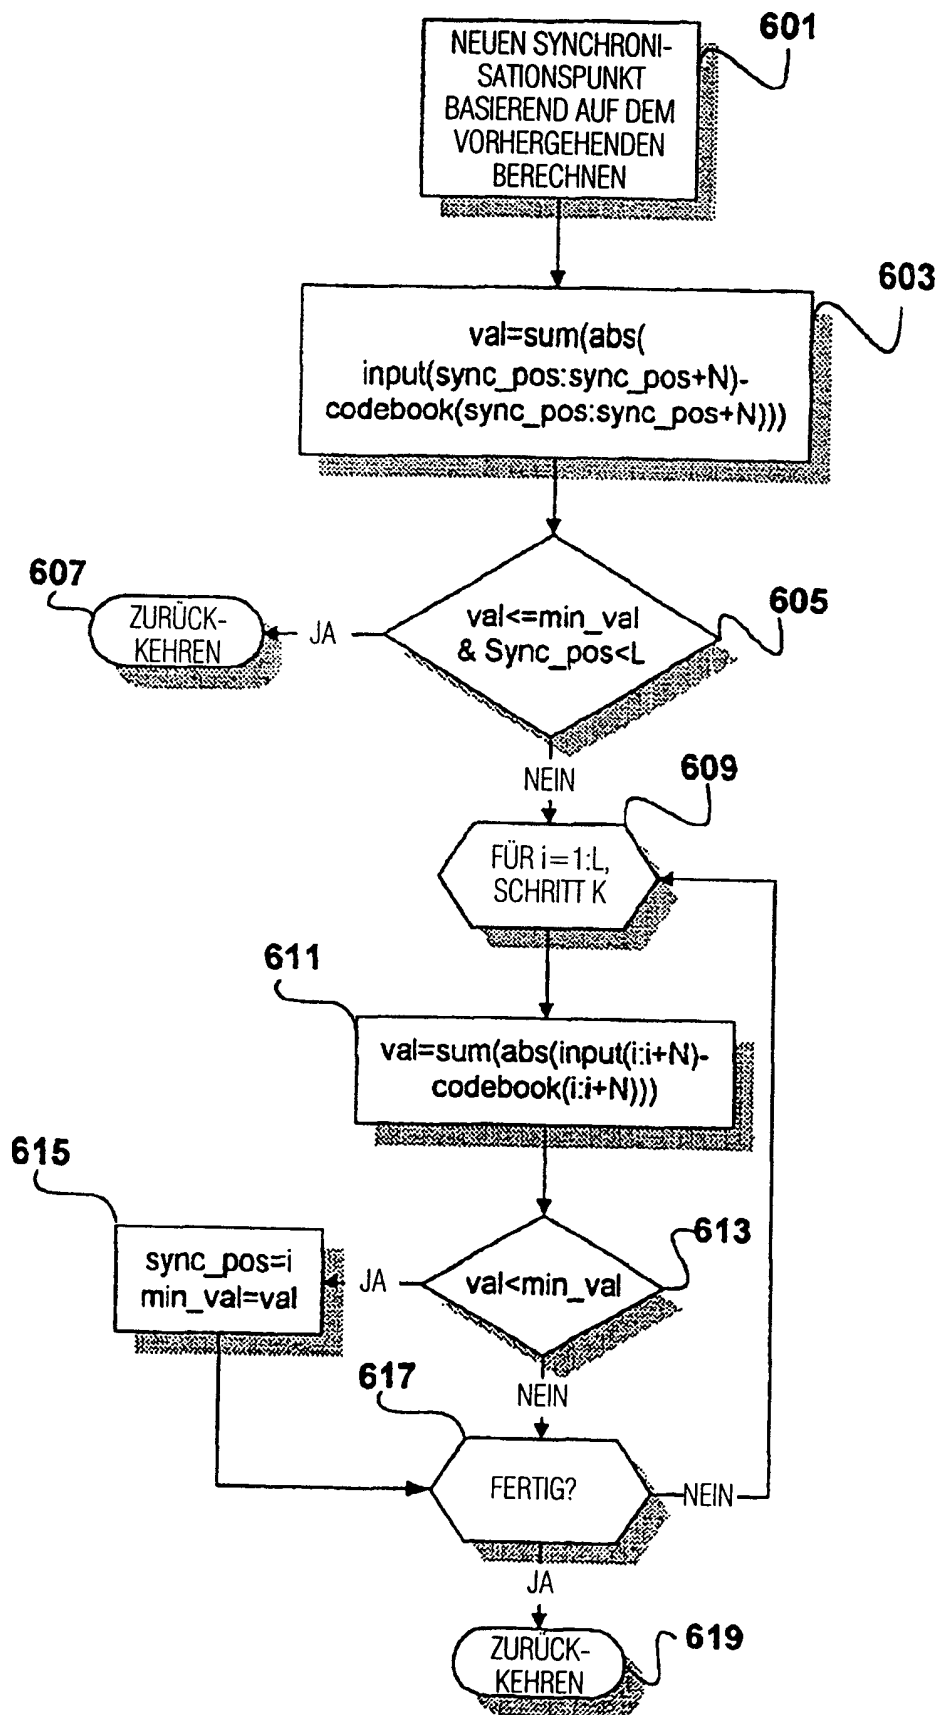 601
NEUEN SYNCHRONI-
SATIONSPUNKT
BASIEREND AUF DEM
VORHERGEHENDEN
BERECHNEN
603
val=sum(abs(
input(sync_pos:sync_pos+N)-
codebook(sync_pos:sync_pos+N)))
607
ZURÜCK-
KEHREN
JA
val<=min_val
& Sync_pos<L
605
NEIN
609
FÜR i=1:L,
SCHRITT K
611
val=sum(abs(input(i:i+N)-
codebook(i:i+N)))
615
sync_pos=i
min_val=val
JA
val<min_val
613
NEIN
617
FERTIG?
NEIN
JA
ZURÜCK-
KEHREN
619